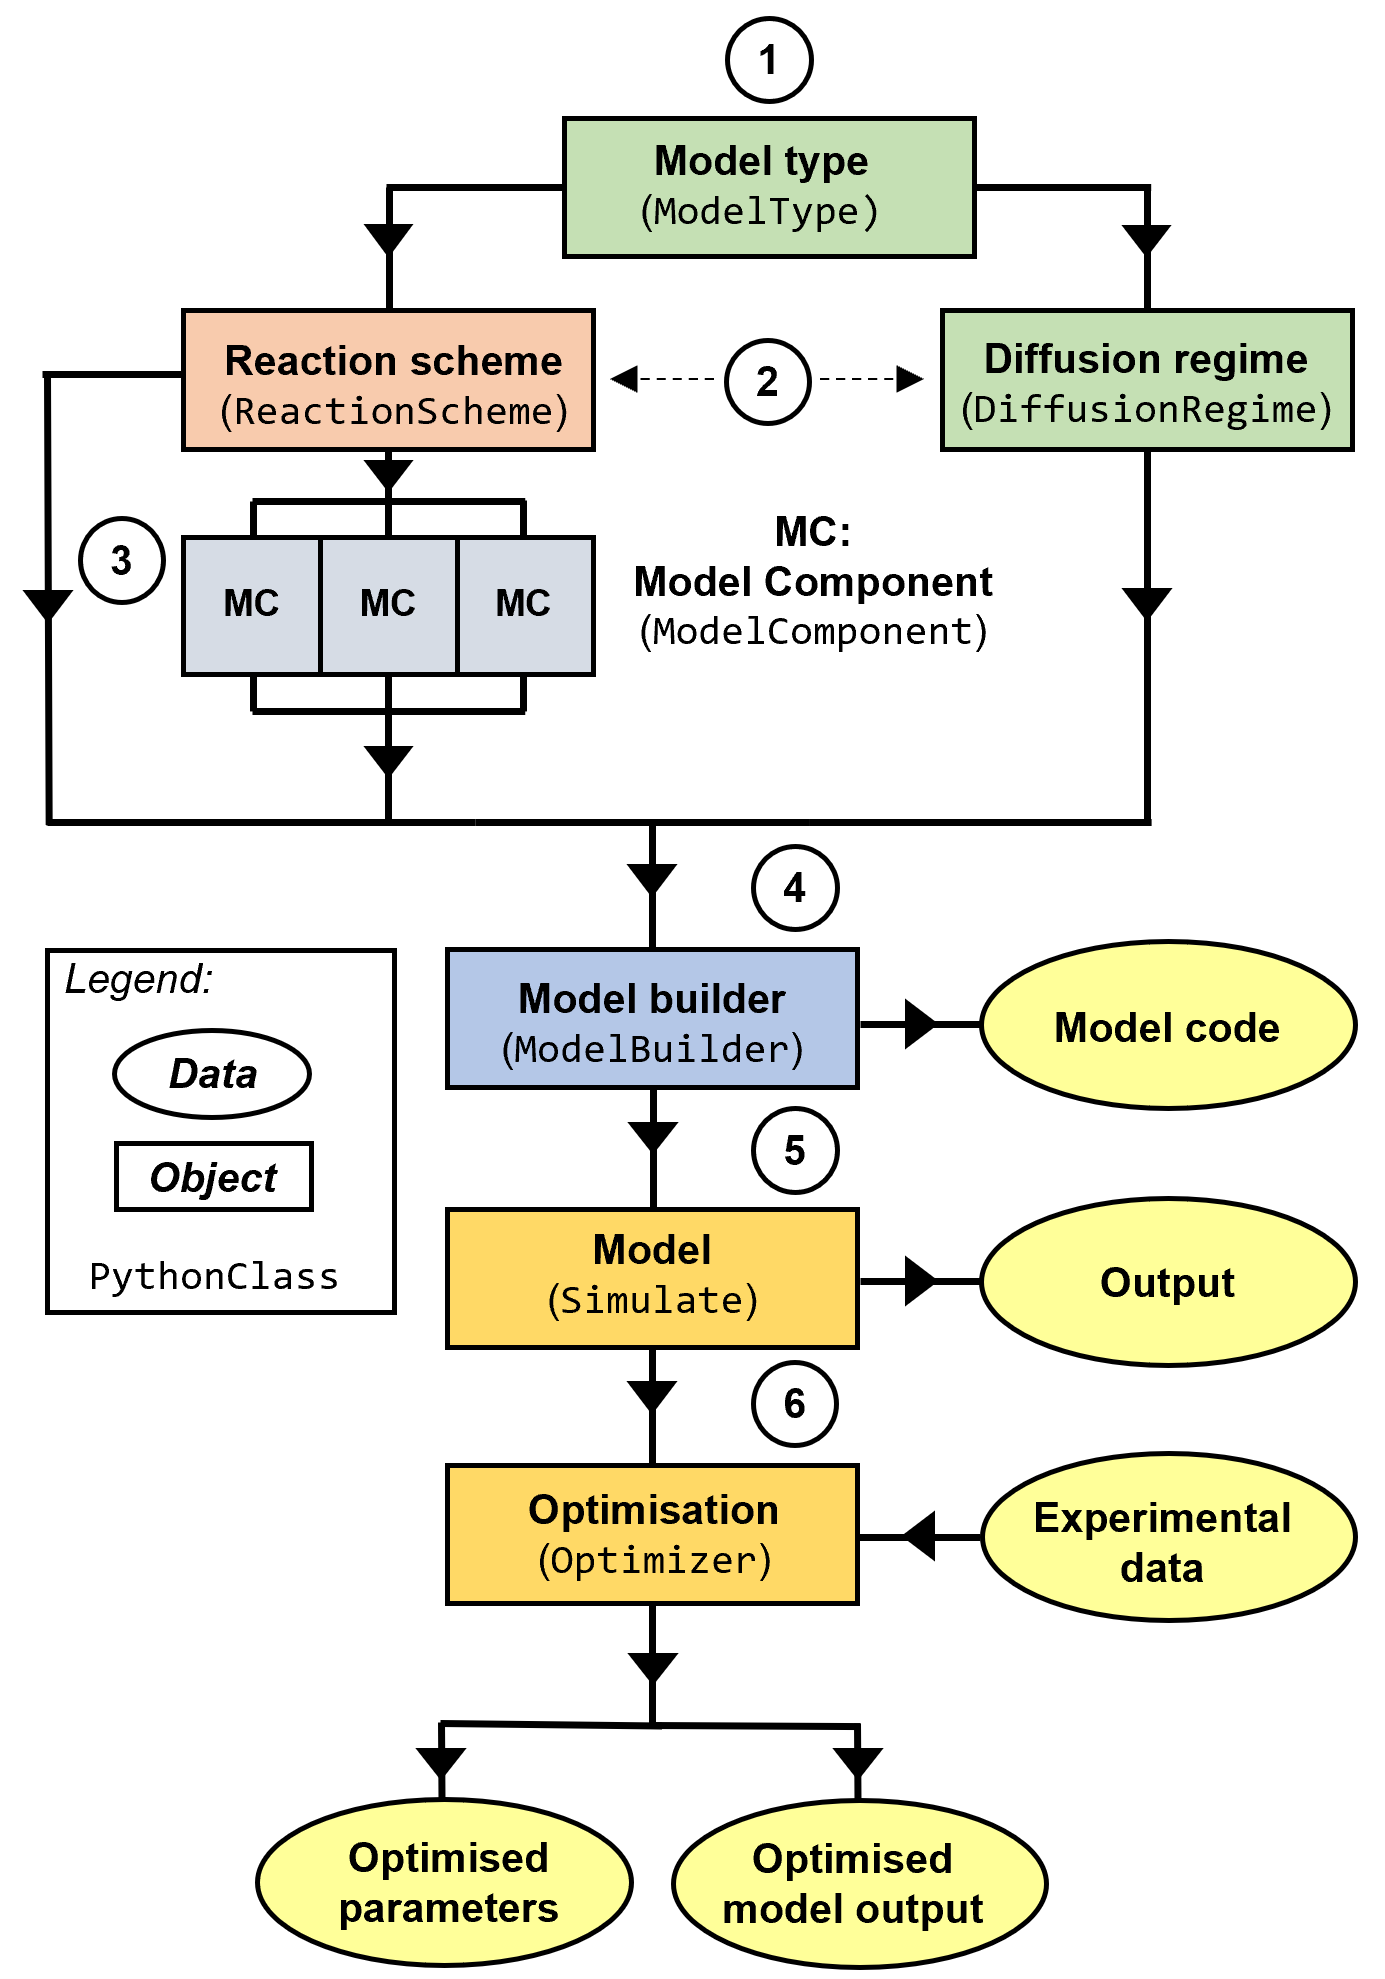 1
Model type
(ModelType)
Reaction scheme
(ReactionScheme)
2
Diffusion regime
(DiffusionRegime)
3
MC
MC
MC
MC:
Model Component
(ModelComponent)
4
Model builder
(ModelBuilder)
Model code
Legend:
Data
Object
PythonClass
5
Model
(Simulate)
Output
6
Optimisation
(Optimizer)
Experimental
data
Optimised
parameters
Optimised
model output